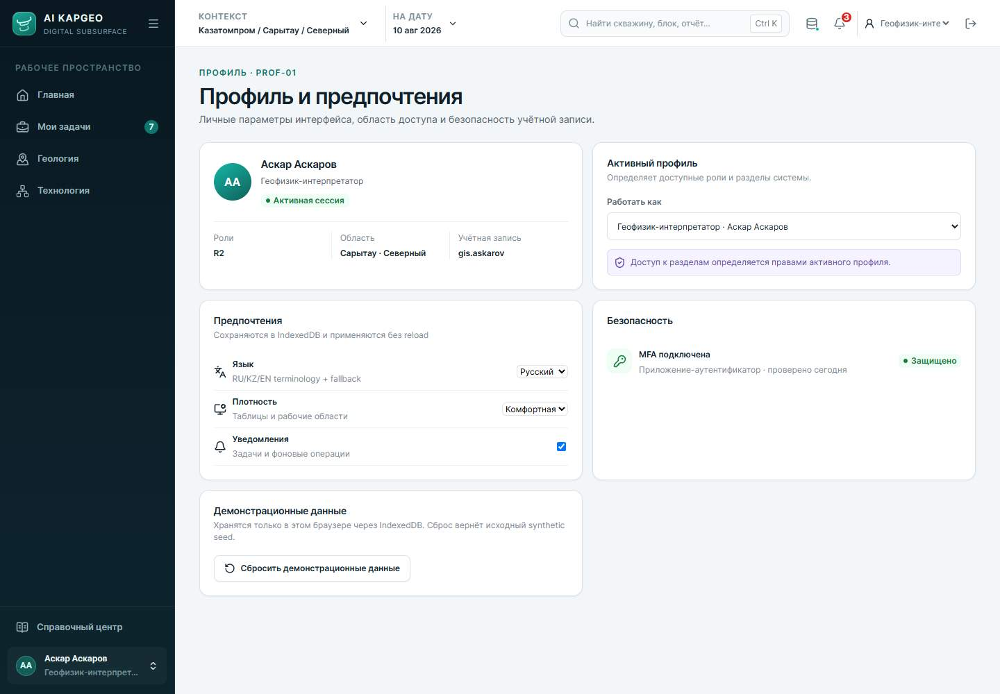 AI KAPGEO
DIGITAL SUBSURFACE
РАБОЧЕЕ ПРОСТРАНСТВО
Главная
Мои задачи
7
Геология
Технология
Справочный центр
AA
Аскар Аскаров
Геофизик-интерпрет...
КОНТЕКСТ
Казатомпром / Сарытау / Северный
НА ДАТУ
10 авг 2026
Найти скважину, блок, отчёт...
Ctrl K
3
Геофизик-инте
ПРОФИЛЬ · PROF-01
Профиль и предпочтения
Личные параметры интерфейса, область доступа и безопасность учётной записи.
AA
Аскар Аскаров
Геофизик-интерпретатор
Активная сессия
Роли
R2
Область
Сарытау · Северный
Учётная запись
gis.askarov
Активный профиль
Определяет доступные роли и разделы системы.
Работать как
Геофизик-интерпретатор · Аскар Аскаров
Доступ к разделам определяется правами активного профиля.
Предпочтения
Сохраняются в IndexedDB и применяются без reload
Язык
RU/KZ/EN terminology + fallback
Русский
Плотность
Таблицы и рабочие области
Комфортная
Уведомления
Задачи и фоновые операции
Безопасность
MFA подключена
Приложение-аутентификатор · проверено сегодня
Защищено
Демонстрационные данные
Хранятся только в этом браузере через IndexedDB. Сброс вернёт исходный synthetic
seed.
Сбросить демонстрационные данные